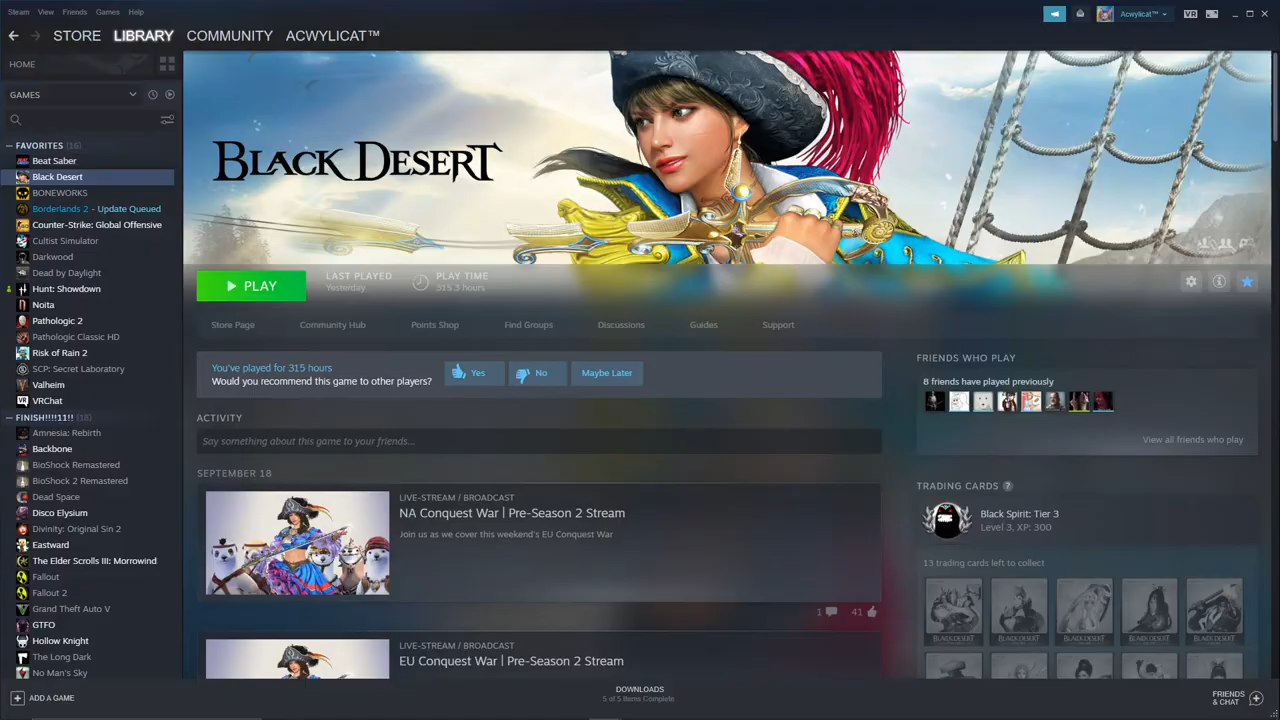 Steam View Friends Games Help
Acwylicat™
VR
STORE LIBRARY COMMUNITY ACWYLICAT™
HOME
GAMES
FAVORITES (16)
Beat Saber
Black Desert
BONEWORKS
Borderlands 2 - Update Queued
Counter-Strike: Global Offensive
Cultist Simulator
Darkwood
Dead by Daylight
Hunt: Showdown
Noita
Pathologic 2
Pathologic Classic HD
Risk of Rain 2
SCP: Secret Laboratory
Valheim
VRChat
FINISH!!!!11!! (18)
Amnesia: Rebirth
Backbone
BioShock Remastered
BioShock 2 Remastered
Dead Space
Disco Elysium
Divinity: Original Sin 2
Eastward
The Elder Scrolls III: Morrowind
Fallout
Fallout 2
Grand Theft Auto V
GTFO
Hollow Knight
The Long Dark
No Man's Sky
ADD A GAME
BLACK DESERT
PLAY
LAST PLAYED
Yesterday
PLAY TIME
315.3 hours
Store Page Community Hub Points Shop Find Groups Discussions Guides Support
You've played for 315 hours
Would you recommend this game to other players?
Yes No Maybe Later
ACTIVITY
Say something about this game to your friends...
SEPTEMBER 18
LIVE-STREAM / BROADCAST
NA Conquest War | Pre-Season 2 Stream
Join us as we cover this weekend's EU Conquest War
1 41
LIVE-STREAM / BROADCAST
EU Conquest War | Pre-Season 2 Stream
FRIENDS WHO PLAY
8 friends have played previously
View all friends who play
TRADING CARDS ?
Black Spirit: Tier 3
Level 3, XP: 300
13 trading cards left to collect
BLACK DESERT BLACK DESERT BLACK DESERT BLACK DESERT BLACK DESERT
DOWNLOADS
5 of 5 Items Complete
FRIENDS
& CHAT